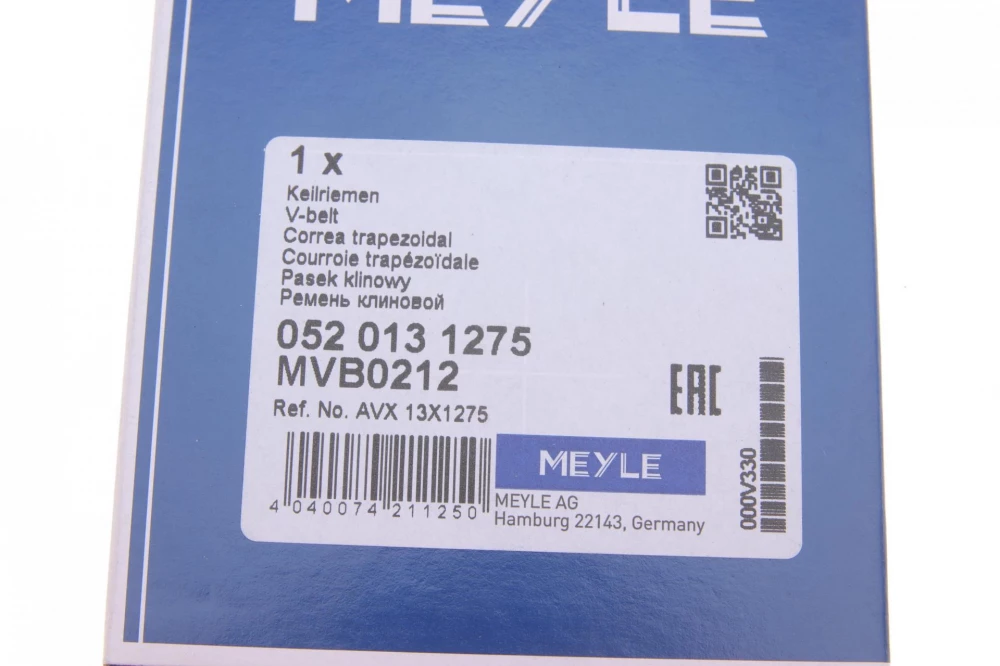 MEYLE
1 x
Keilriemen
V-belt
Correa trapezoidal
Courroie trapézoïdale
Pasek klinowy
Ремень клиновой
052 013 1275
MVB0212
Ref. No. AVX 13X1275
EAC
000V330
4 040074 211250
MEYLE
MEYLE AG
Hamburg 22143, Germany